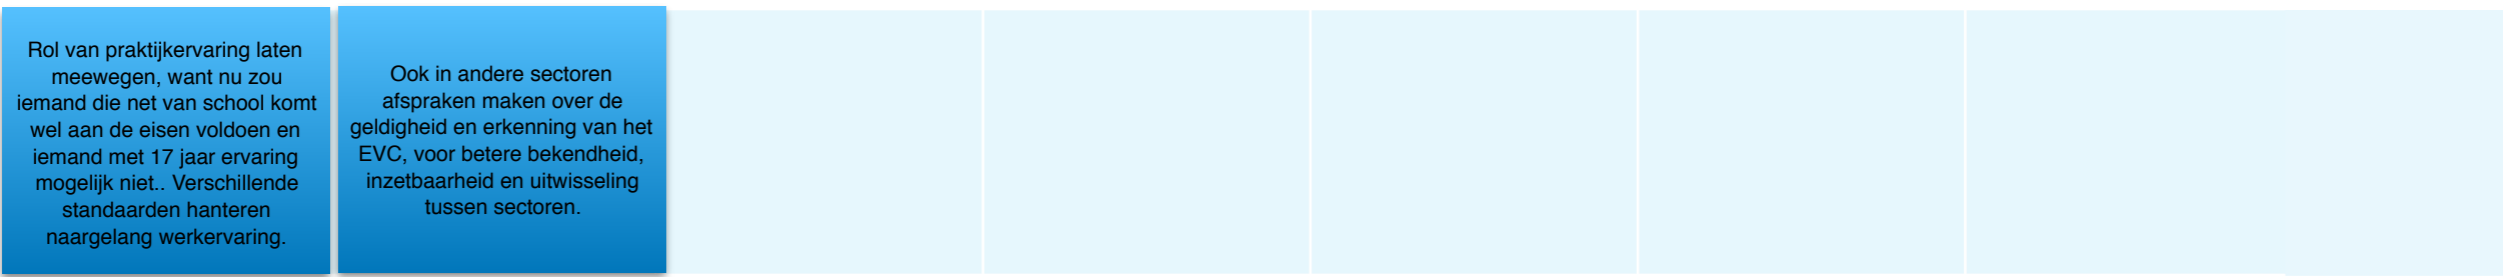 Rol van praktijkervaring laten
meewegen, want nu zou
iemand die net van school komt
wel aan de eisen voldoen en
iemand met 17 jaar ervaring
mogelijk niet.. Verschillende
standaarden hanteren
naargelang werkervaring.
Ook in andere sectoren
afspraken maken over de
geldigheid en erkenning van het
EVC, voor betere bekendheid,
inzetbaarheid en uitwisseling
tussen sectoren.